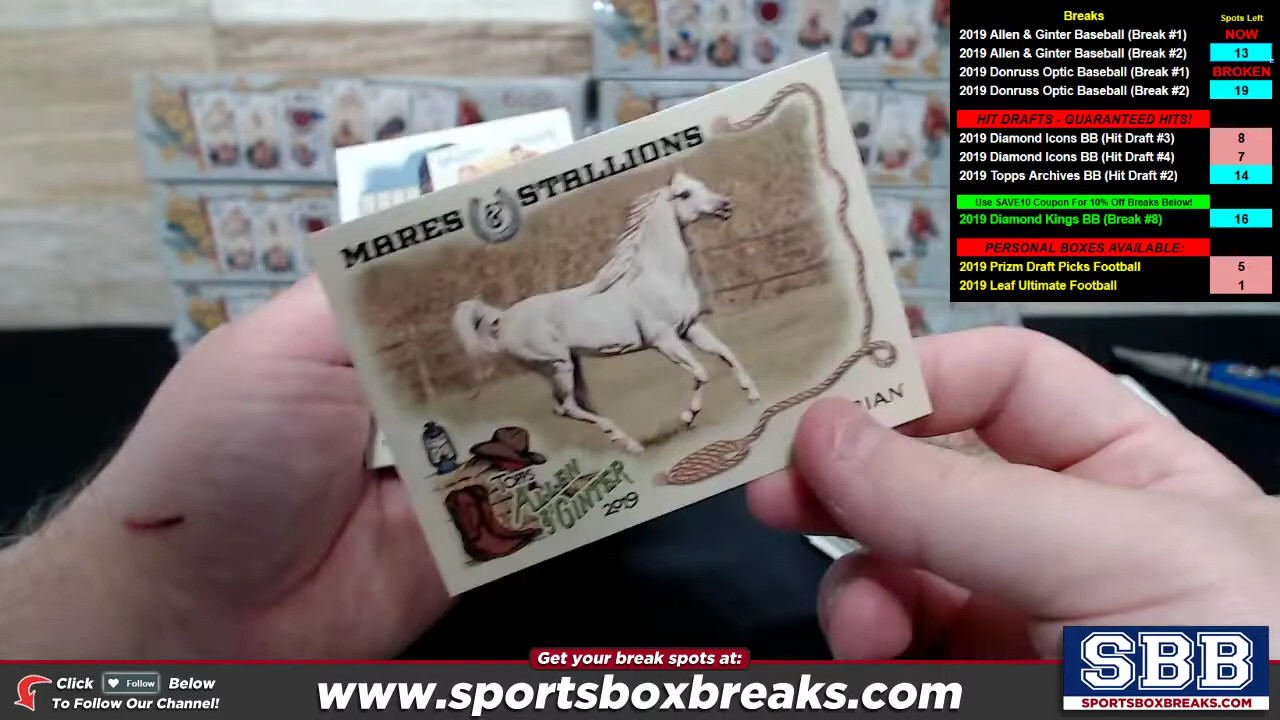 MARES & STALLIONS
TOPPS
ALLEN
& GINTER
2019
Breaks Spots Left
2019 Allen & Ginter Baseball (Break #1) NOW
2019 Allen & Ginter Baseball (Break #2) 13
2019 Donruss Optic Baseball (Break #1) BROKEN
2019 Donruss Optic Baseball (Break #2) 19
HIT DRAFTS - GUARANTEED HITS!
2019 Diamond Icons BB (Hit Draft #3) 8
2019 Diamond Icons BB (Hit Draft #4) 7
2019 Topps Archives BB (Hit Draft #2) 14
Use SAVE10 Coupon For 10% Off Breaks Below!
2019 Diamond Kings BB (Break #8) 16
PERSONAL BOXES AVAILABLE:
2019 Prizm Draft Picks Football 5
2019 Leaf Ultimate Football 1
Get your break spots at:
Click Follow Below
To Follow Our Channel!
www.sportsboxbreaks.com
SBB
SPORTSBOXBREAKS.COM